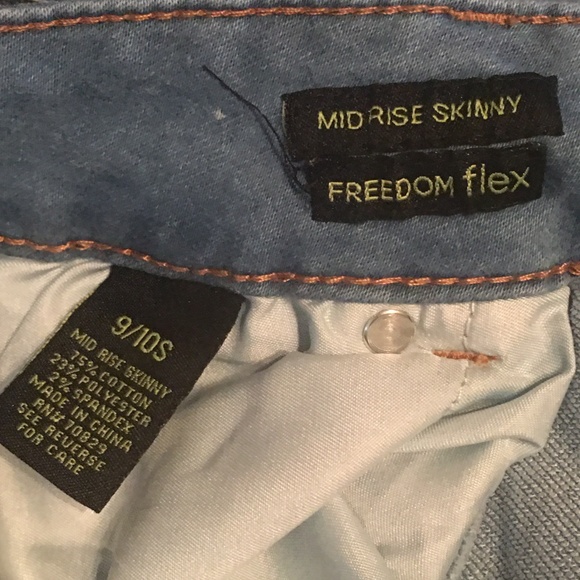 MID RISE SKINNY
FREEDOM flex
9/10S
MID RISE SKINNY
75% COTTON
23% POLYESTER
2% SPANDEX
MADE IN CHINA
RN# 70829
SEE REVERSE
FOR CARE